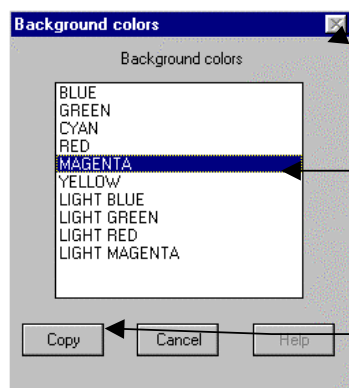 Background colors
Background colors
BLUE
GREEN
CYAN
RED
MAGENTA
YELLOW
LIGHT BLUE
LIGHT GREEN
LIGHT RED
LIGHT MAGENTA
Copy Cancel Help